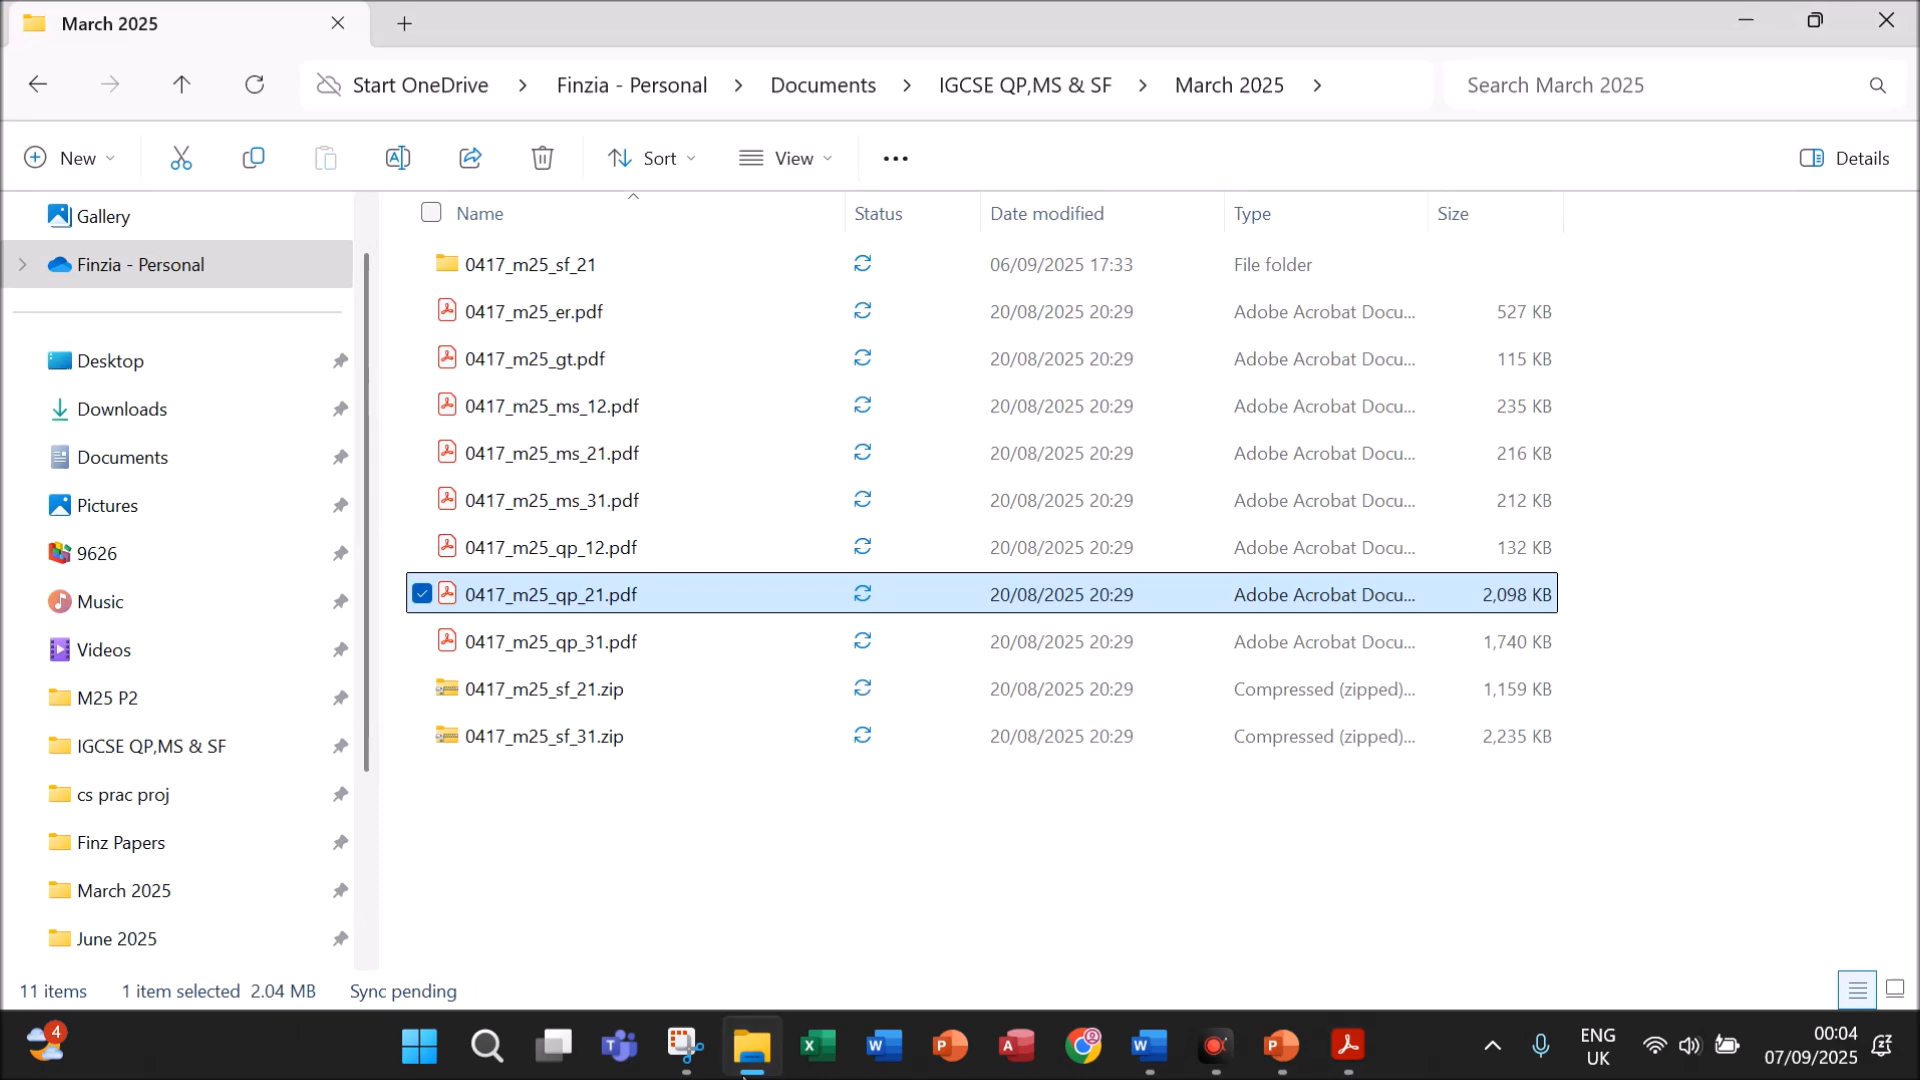 March 2025
Start OneDrive > Finzia - Personal > Documents > IGCSE QP,MS & SF > March 2025 >
Search March 2025
New
Sort
View
Details
Name Status Date modified Type Size
Gallery
Finzia - Personal
Desktop
Downloads
Documents
Pictures
9626
Music
Videos
M25 P2
IGCSE QP,MS & SF
cs prac proj
Finz Papers
March 2025
June 2025
0417_m25_sf_21 06/09/2025 17:33 File folder
0417_m25_er.pdf 20/08/2025 20:29 Adobe Acrobat Docu... 527 KB
0417_m25_gt.pdf 20/08/2025 20:29 Adobe Acrobat Docu... 115 KB
0417_m25_ms_12.pdf 20/08/2025 20:29 Adobe Acrobat Docu... 235 KB
0417_m25_ms_21.pdf 20/08/2025 20:29 Adobe Acrobat Docu... 216 KB
0417_m25_ms_31.pdf 20/08/2025 20:29 Adobe Acrobat Docu... 212 KB
0417_m25_qp_12.pdf 20/08/2025 20:29 Adobe Acrobat Docu... 132 KB
0417_m25_qp_21.pdf 20/08/2025 20:29 Adobe Acrobat Docu... 2,098 KB
0417_m25_qp_31.pdf 20/08/2025 20:29 Adobe Acrobat Docu... 1,740 KB
0417_m25_sf_21.zip 20/08/2025 20:29 Compressed (zipped)... 1,159 KB
0417_m25_sf_31.zip 20/08/2025 20:29 Compressed (zipped)... 2,235 KB
11 items 1 item selected 2.04 MB Sync pending
4
ENG
UK
00:04
07/09/2025